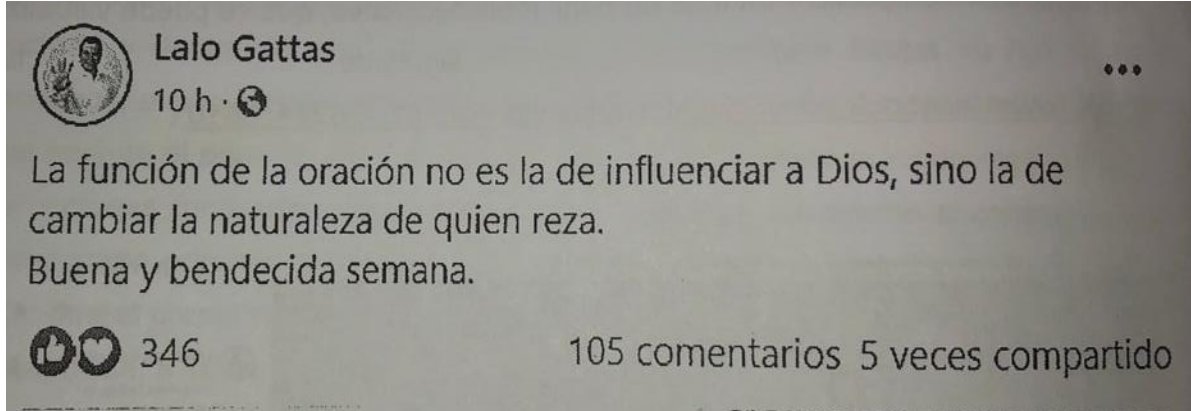 Lalo Gattas
10 h ·
...
La función de la oración no es la de influenciar a Dios, sino la de
cambiar la naturaleza de quien reza.
Buena y bendecida semana.
346
105 comentarios 5 veces compartido